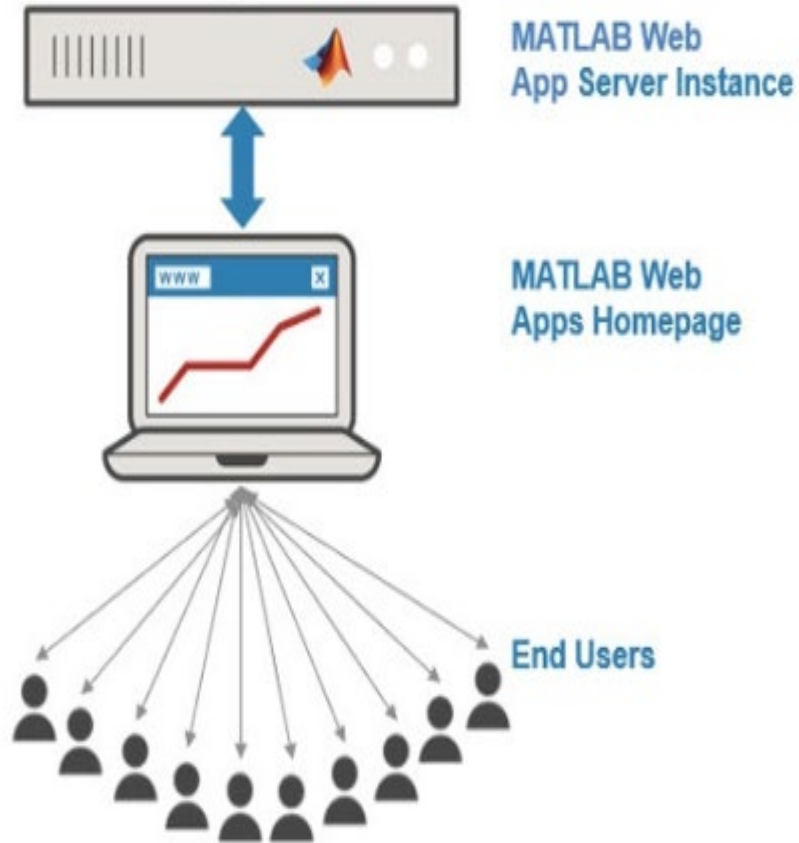 MATLAB Web
App Server Instance
WWW X
MATLAB Web
Apps Homepage
End Users